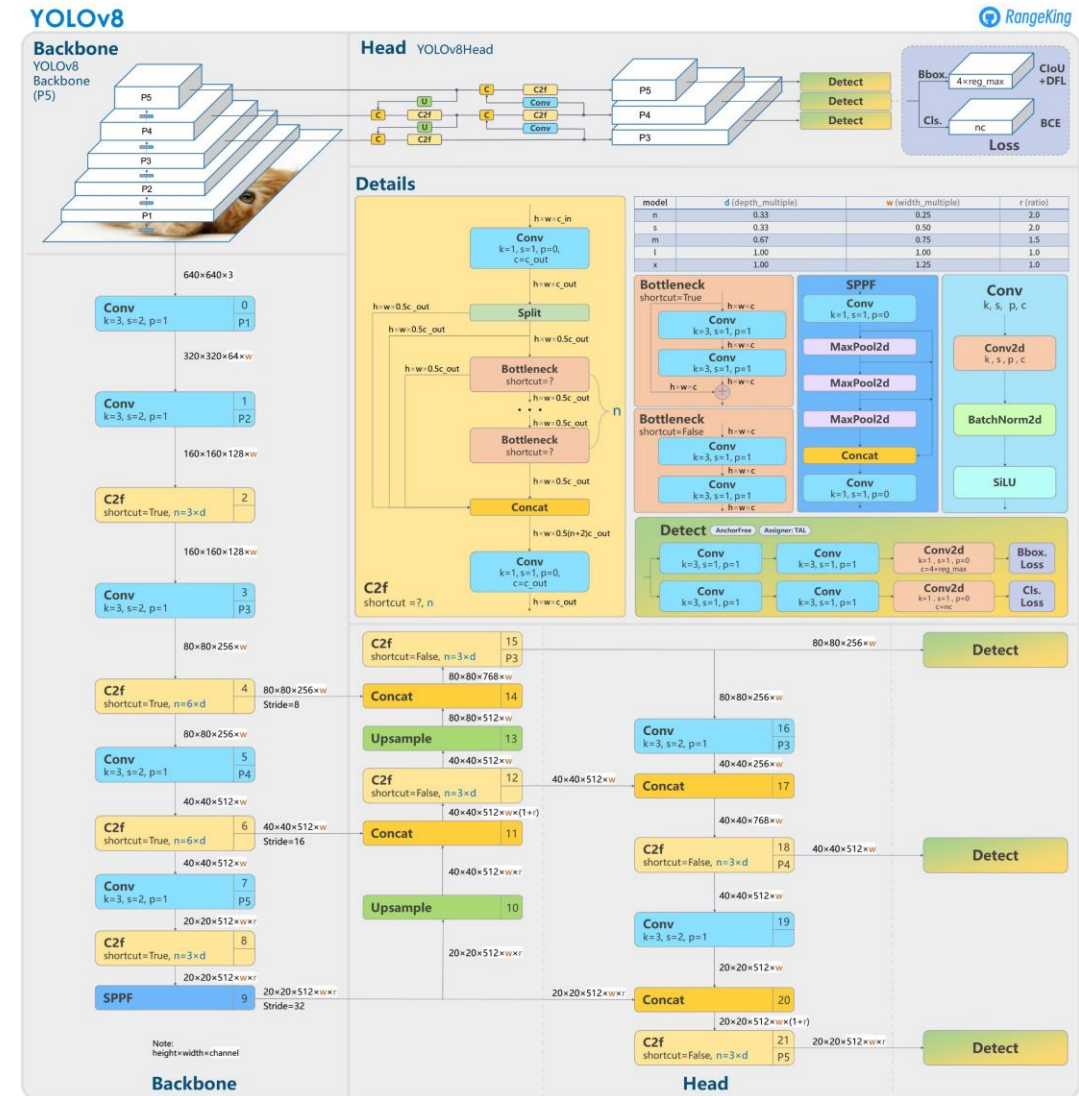 YOLOv8
RangeKing
Backbone
YOLOv8
Backbone
(P5)
P5
P4
P3
P2
P1
Head YOLOv8Head
C
C2f
U
Conv
C
C2f
C
C2f
U
Conv
C
C2f
P5
P4
P3
Detect
Detect
Detect
Bbox.
4×reg_max
CIoU
+DFL
Cls.
nc
BCE
Loss
640×640×3
Conv 0
k=3, s=2, p=1 P1
320×320×64×w
Conv 1
k=3, s=2, p=1 P2
160×160×128×w
C2f 2
shortcut=True, n=3×d
160×160×128×w
Conv 3
k=3, s=2, p=1 P3
80×80×256×w
C2f 4
shortcut=True, n=6×d
80×80×256×w
Stride=8
80×80×256×w
Conv 5
k=3, s=2, p=1 P4
40×40×512×w
C2f 6
shortcut=True, n=6×d
40×40×512×w
Stride=16
40×40×512×w
Conv 7
k=3, s=2, p=1 P5
20×20×512×w×r
C2f 8
shortcut=True, n=3×d
20×20×512×w×r
SPPF 9
20×20×512×w×r
Stride=32
Note:
height×width×channel
Backbone
Details
h×w×c_in
Conv
k=1, s=1, p=0,
c=c_out
h×w×c_out
h×w×0.5c_out
Split
h×w×0.5c_out
h×w×0.5c_out
h×w×0.5c_out
Bottleneck
shortcut=?
h×w×0.5c_out
• • •
n
h×w×0.5c_out
Bottleneck
shortcut=?
h×w×0.5c_out
Concat
h×w×0.5(n+2)c_out
Conv
k=1, s=1, p=0,
c=c_out
C2f
shortcut =?, n
h×w×c_out
model d (depth_multiple) w (width_multiple) r (ratio)
n 0.33 0.25 2.0
s 0.33 0.50 2.0
m 0.67 0.75 1.5
l 1.00 1.00 1.0
x 1.00 1.25 1.0
Bottleneck
shortcut=True
h×w×c
Conv
k=3, s=1, p=1
h×w×c
Conv
k=3, s=1, p=1
h×w×c
h×w×c
+
Bottleneck
shortcut=False
h×w×c
Conv
k=3, s=1, p=1
h×w×c
Conv
k=3, s=1, p=1
h×w×c
SPPF
Conv
k=1, s=1, p=0
MaxPool2d
MaxPool2d
MaxPool2d
Concat
Conv
k=1, s=1, p=0
Conv
k, s, p, c
Conv2d
k, s, p, c
BatchNorm2d
SiLU
Detect AnchorFree Assigner: TAL
Conv
k=3, s=1, p=1
Conv
k=3, s=1, p=1
Conv2d
k=1, s=1, p=0
c=4×reg_max
Bbox.
Loss
Conv
k=3, s=1, p=1
Conv
k=3, s=1, p=1
Conv2d
k=1, s=1, p=0
c=nc
Cls.
Loss
C2f 15
shortcut=False, n=3×d P3
80×80×768×w
Concat 14
80×80×512×w
Upsample 13
40×40×512×w
C2f 12
shortcut=False, n=3×d
40×40×512×w
40×40×512×w×(1+r)
Concat 11
40×40×512×w×r
Upsample 10
20×20×512×w×r
20×20×512×w×r
80×80×256×w
Detect
80×80×256×w
Conv 16
k=3, s=2, p=1 P3
40×40×256×w
Concat 17
40×40×768×w
C2f 18
shortcut=False, n=3×d P4
40×40×512×w
Detect
40×40×512×w
Conv 19
k=3, s=2, p=1
20×20×512×w
Concat 20
20×20×512×w×(1+r)
C2f 21
shortcut=False, n=3×d P5
20×20×512×w×r
Detect
Head